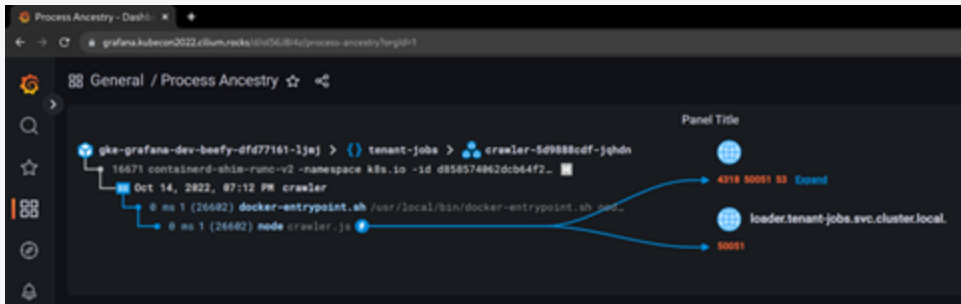 Process Ancestry - Dashb
grafana.kubecon2022.cilium.rocks
General / Process Ancestry
Panel Title
gke-grafana-dev-beefy-dfd77161-ljmj > {} tenant-jobs > crawler-5d9888cdf-jqhdn
16671 containerd-shim-runc-v2 -namespace k8s.io -id d858574062dcb64f2…
4318 50051 53 Expand
Oct 14, 2022, 07:12 PM crawler
0 ms 1 (26602) docker-entrypoint.sh /usr/local/bin/docker-entrypoint.sh nod…
loader.tenant-jobs.svc.cluster.local.
0 ms 1 (26602) node crawler.js
50051